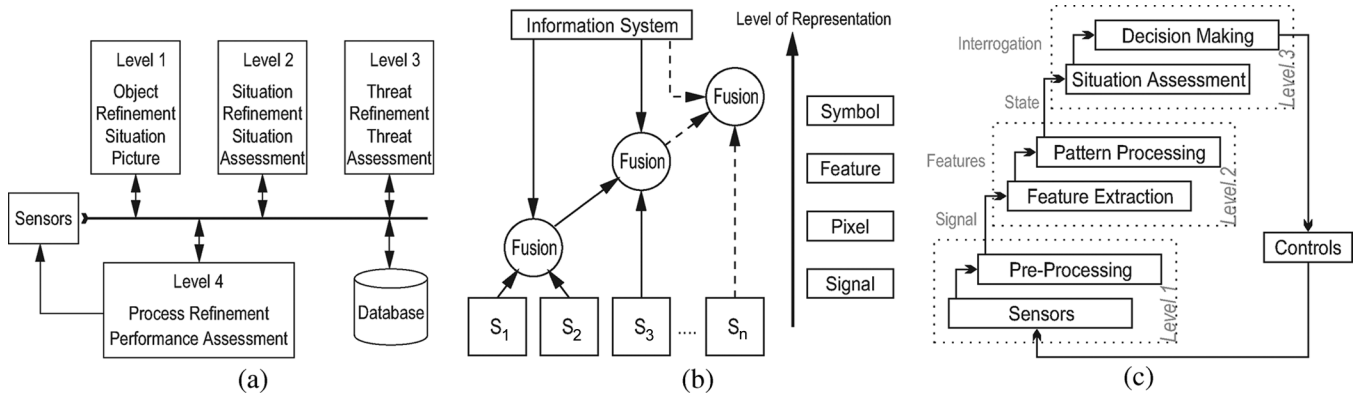 Level 1
Object
Refinement
Situation
Picture
Level 2
Situation
Refinement
Situation
Assessment
Level 3
Threat
Refinement
Threat
Assessment
Sensors
Level 4
Process Refinement
Performance Assessment
Database
(a)
Information System
Level of Representation
Fusion
Fusion
Fusion
S1
S2
S3
....
Sn
Symbol
Feature
Pixel
Signal
(b)
Interrogation
Decision Making
Situation Assessment
Level 3
State
Features
Pattern Processing
Feature Extraction
Level 2
Signal
Pre-Processing
Sensors
Level 1
Controls
(c)